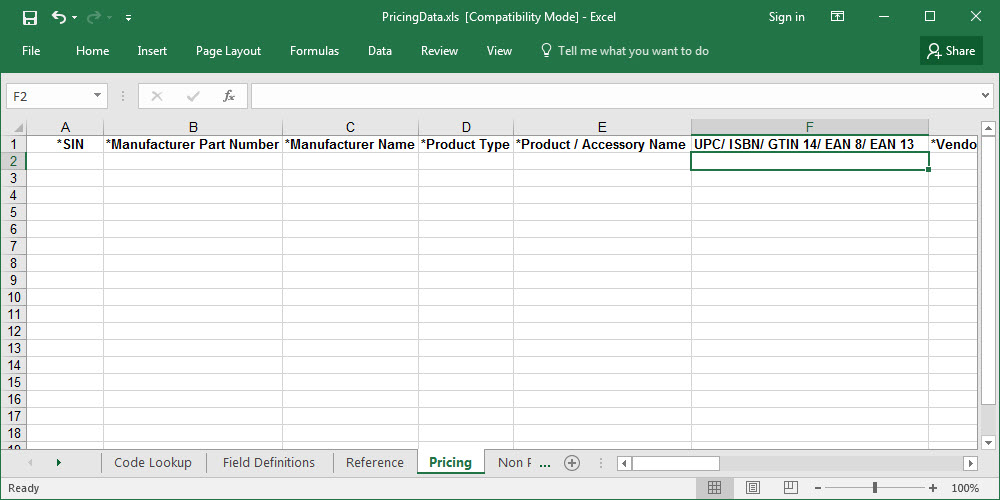 PricingData.xls [Compatibility Mode] - Excel
Sign in
File Home Insert Page Layout Formulas Data Review View Tell me what you want to do Share
F2 fx
A B C D E F
1 *SIN *Manufacturer Part Number *Manufacturer Name *Product Type *Product / Accessory Name UPC/ ISBN/ GTIN 14/ EAN 8/ EAN 13 *Vendo
2
3
4
5
6
7
8
9
10
11
12
13
14
15
16
17
18
19
Code Lookup Field Definitions Reference Pricing Non P ...
Ready 100%